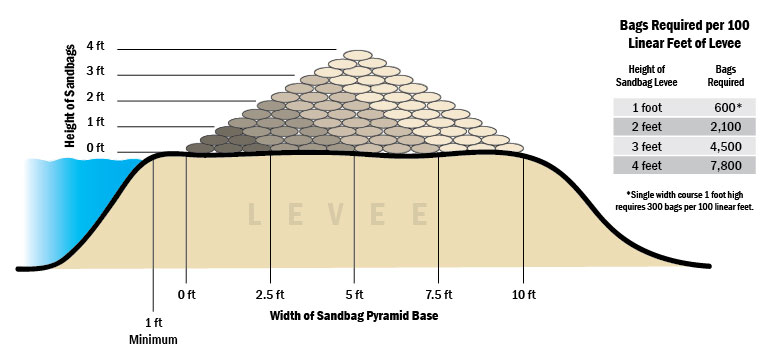 Bags Required per 100
Linear Feet of Levee
Height of
Sandbag Levee
Bags
Required
1 foot 600*
2 feet 2,100
3 feet 4,500
4 feet 7,800
*Single width course 1 foot high
requires 300 bags per 100 linear feet.
Height of Sandbags
4 ft
3 ft
2 ft
1 ft
0 ft
LEVEE
0 ft 2.5 ft 5 ft 7.5 ft 10 ft
Width of Sandbag Pyramid Base
1 ft
Minimum